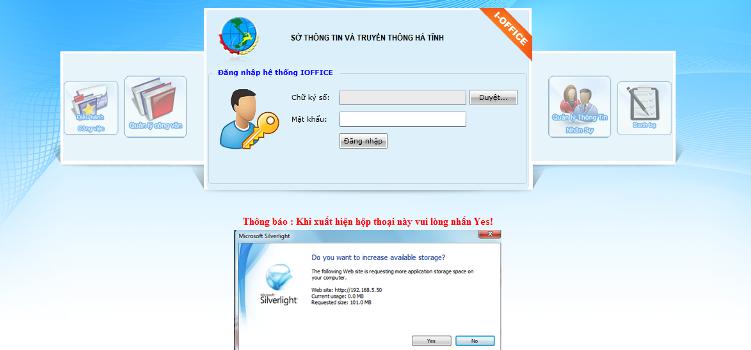 I-OFFICE
SỞ THÔNG TIN VÀ TRUYỀN THÔNG HÀ TĨNH
Đăng nhập hệ thống IOFFICE
Chữ ký số:
Duyệt...
Mật khẩu:
Đăng nhập
Điều hành
Công việc
Quản lý công văn
Quản lý Thông Tin
Nhân Sự
Danh bạ
Thông báo : Khi xuất hiện hộp thoại này vui lòng nhấn Yes!
Microsoft Silverlight
Do you want to increase available storage?
The following Web site is requesting more application storage space on
your computer.
Web site: http://192.168.5.50
Current usage: 0.0 MB
Requested size: 101.0 MB
Microsoft
Silverlight
Yes
No